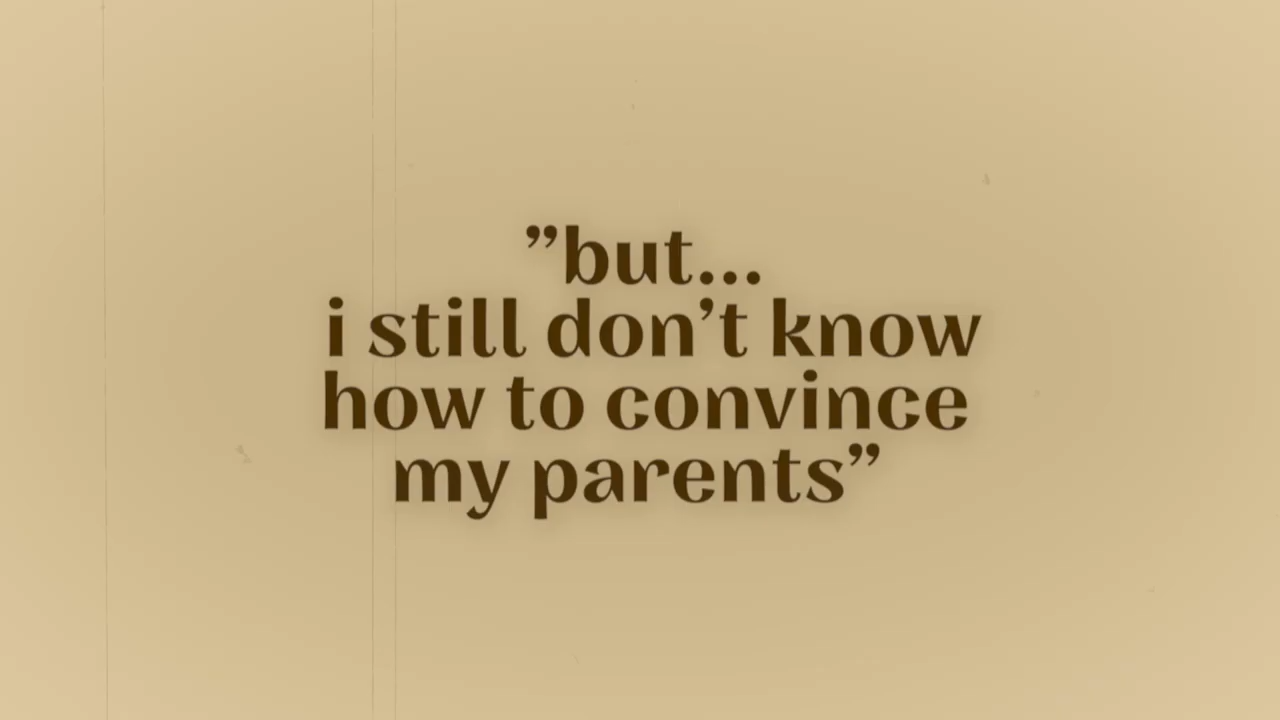 ”but...
i still don’t know
how to convince
my parents”